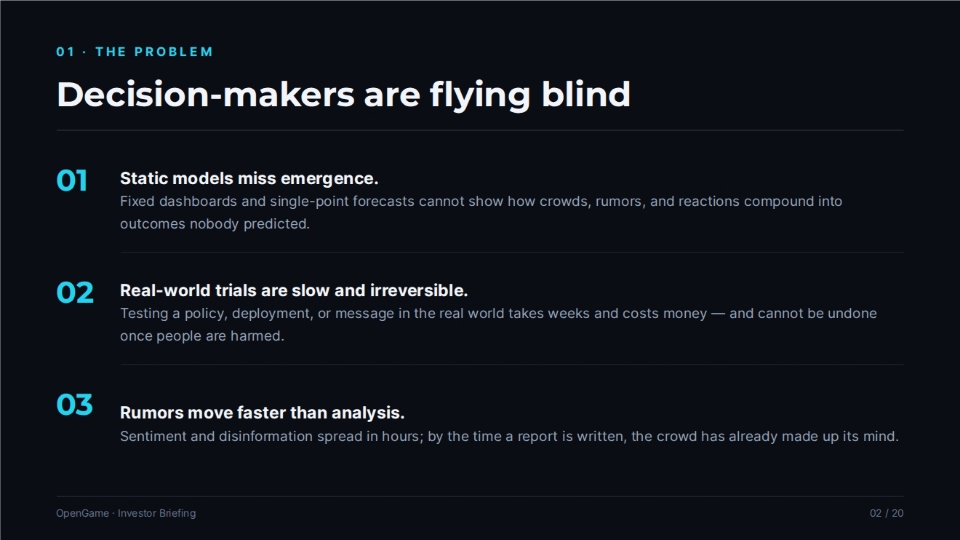 01 · THE PROBLEM
Decision-makers are flying blind
01
Static models miss emergence.
Fixed dashboards and single-point forecasts cannot show how crowds, rumors, and reactions compound into
outcomes nobody predicted.
02
Real-world trials are slow and irreversible.
Testing a policy, deployment, or message in the real world takes weeks and costs money — and cannot be undone
once people are harmed.
03
Rumors move faster than analysis.
Sentiment and disinformation spread in hours; by the time a report is written, the crowd has already made up its mind.
OpenGame · Investor Briefing
02 / 20